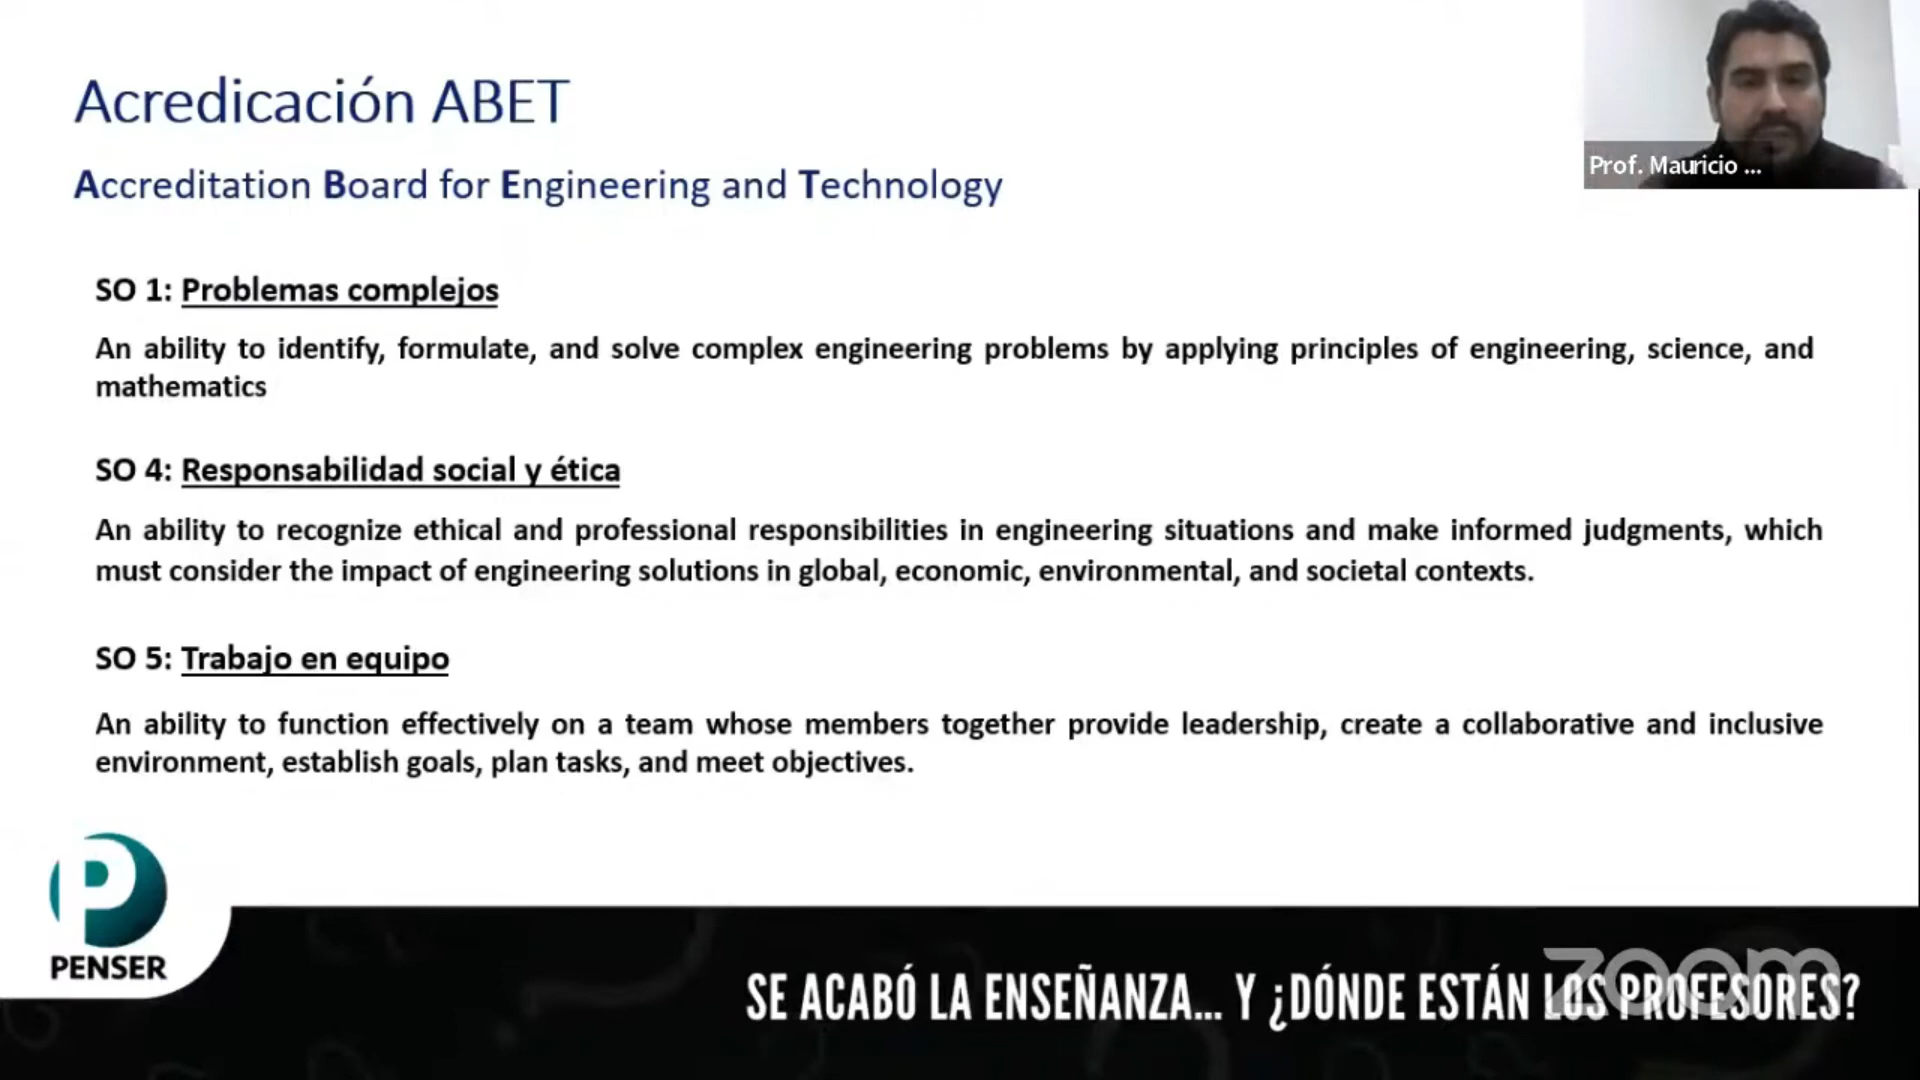 Acredicación ABET
Accreditation Board for Engineering and Technology
Prof. Mauricio ...
SO 1: Problemas complejos
An ability to identify, formulate, and solve complex engineering problems by applying principles of engineering, science, and
mathematics
SO 4: Responsabilidad social y ética
An ability to recognize ethical and professional responsibilities in engineering situations and make informed judgments, which
must consider the impact of engineering solutions in global, economic, environmental, and societal contexts.
SO 5: Trabajo en equipo
An ability to function effectively on a team whose members together provide leadership, create a collaborative and inclusive
environment, establish goals, plan tasks, and meet objectives.
P
PENSER
SE ACABÓ LA ENSEÑANZA... Y ¿DÓNDE ESTÁN LOS PROFESORES?
zoom